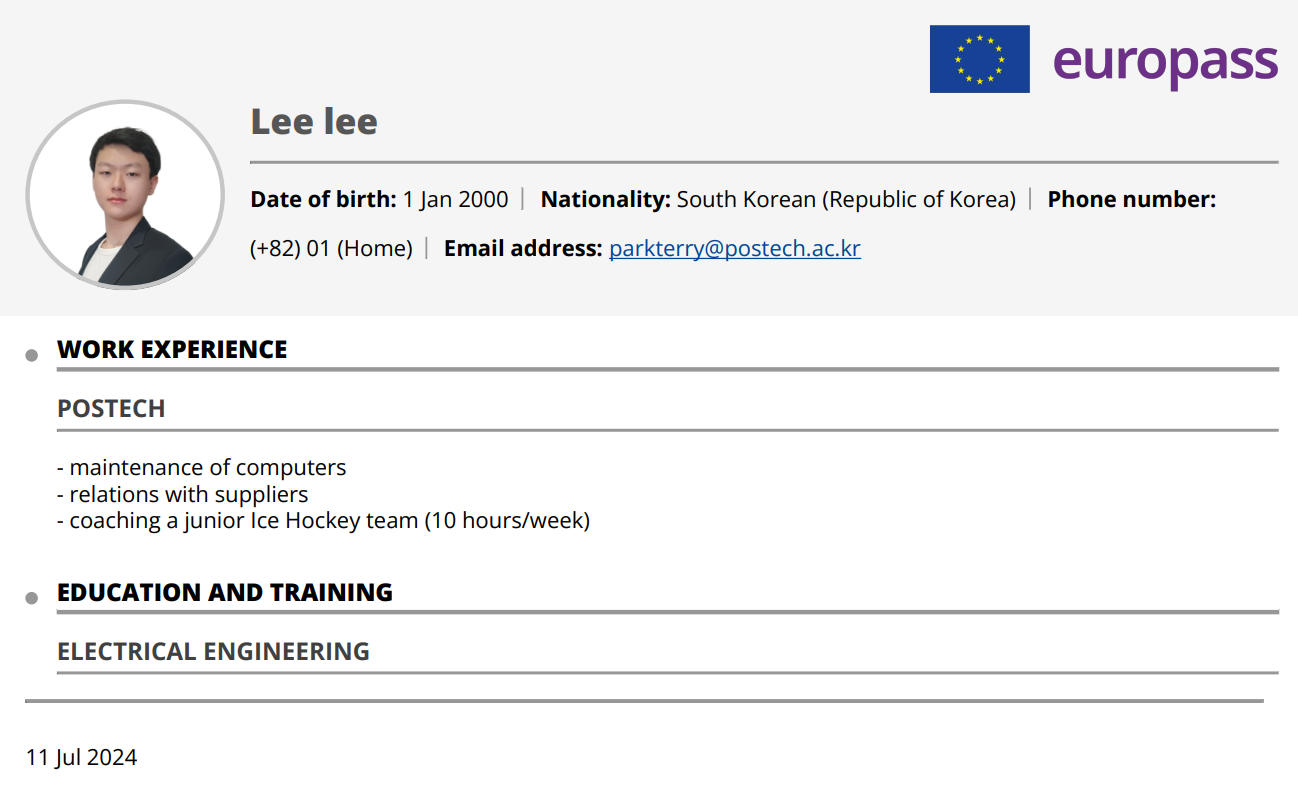 europass
Lee lee
Date of birth: 1 Jan 2000 | Nationality: South Korean (Republic of Korea) | Phone number:
(+82) 01 (Home) | Email address: parkterry@postech.ac.kr
WORK EXPERIENCE
POSTECH
- maintenance of computers
- relations with suppliers
- coaching a junior Ice Hockey team (10 hours/week)
EDUCATION AND TRAINING
ELECTRICAL ENGINEERING
11 Jul 2024